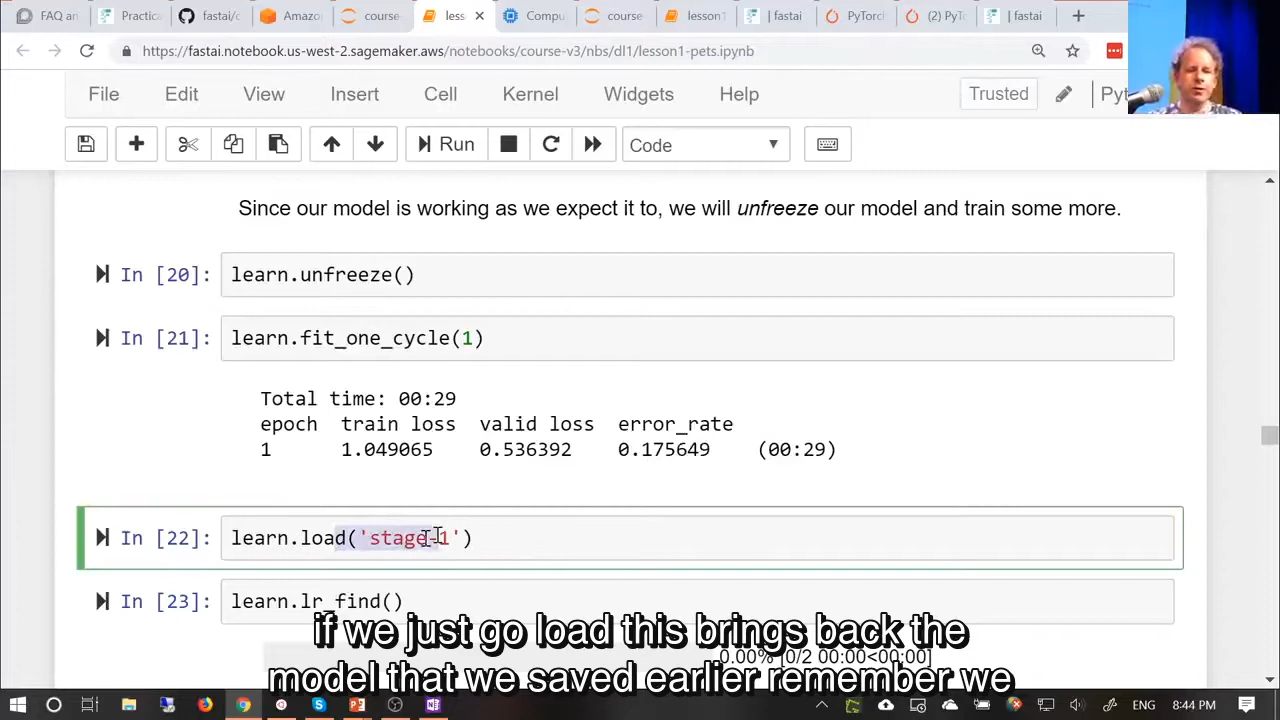 FAQ an
Practica
fastai/c
Amazo
course
less
Compu
course
lesson1
| fastai
PyTorc
(2) PyTo
| fastai
https://fastai.notebook.us-west-2.sagemaker.aws/notebooks/course-v3/nbs/dl1/lesson1-pets.ipynb
File Edit View Insert Cell Kernel Widgets Help Trusted Pyt
Run Code
Since our model is working as we expect it to, we will unfreeze our model and train some more.
In [20]: learn.unfreeze()
In [21]: learn.fit_one_cycle(1)
Total time: 00:29
epoch train loss valid loss error_rate
1 1.049065 0.536392 0.175649 (00:29)
In [22]: learn.load('stage-1')
In [23]: learn.lr_find()
if we just go load this brings back the
0.00% [0/2 00:00<00:00]
model that we saved earlier remember we
ENG 8:44 PM